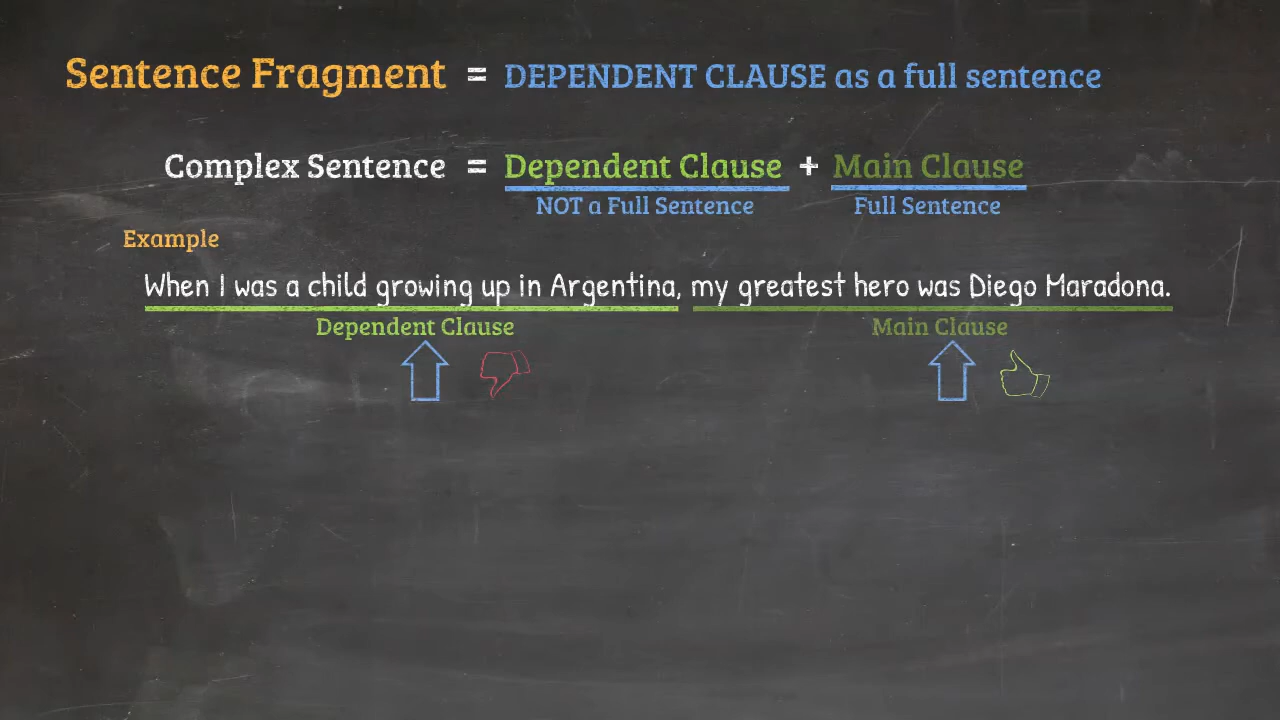 Sentence Fragment = DEPENDENT CLAUSE as a full sentence
Complex Sentence = Dependent Clause + Main Clause
NOT a Full Sentence Full Sentence
Example
When I was a child growing up in Argentina, my greatest hero was Diego Maradona.
Dependent Clause Main Clause